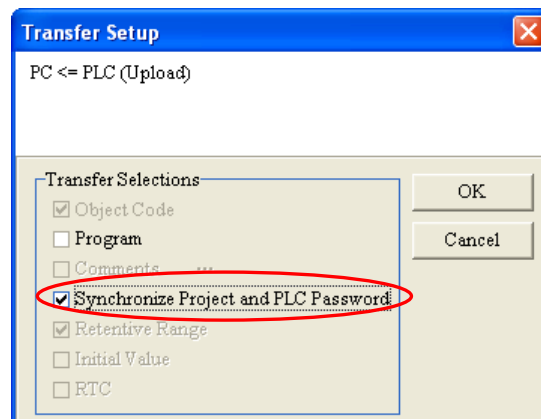 Transfer Setup
PC <= PLC (Upload)
Transfer Selections
OK
Object Code
Program
Cancel
Comments ...
Synchronize Project and PLC Password
Retentive Range
Initial Value
RTC